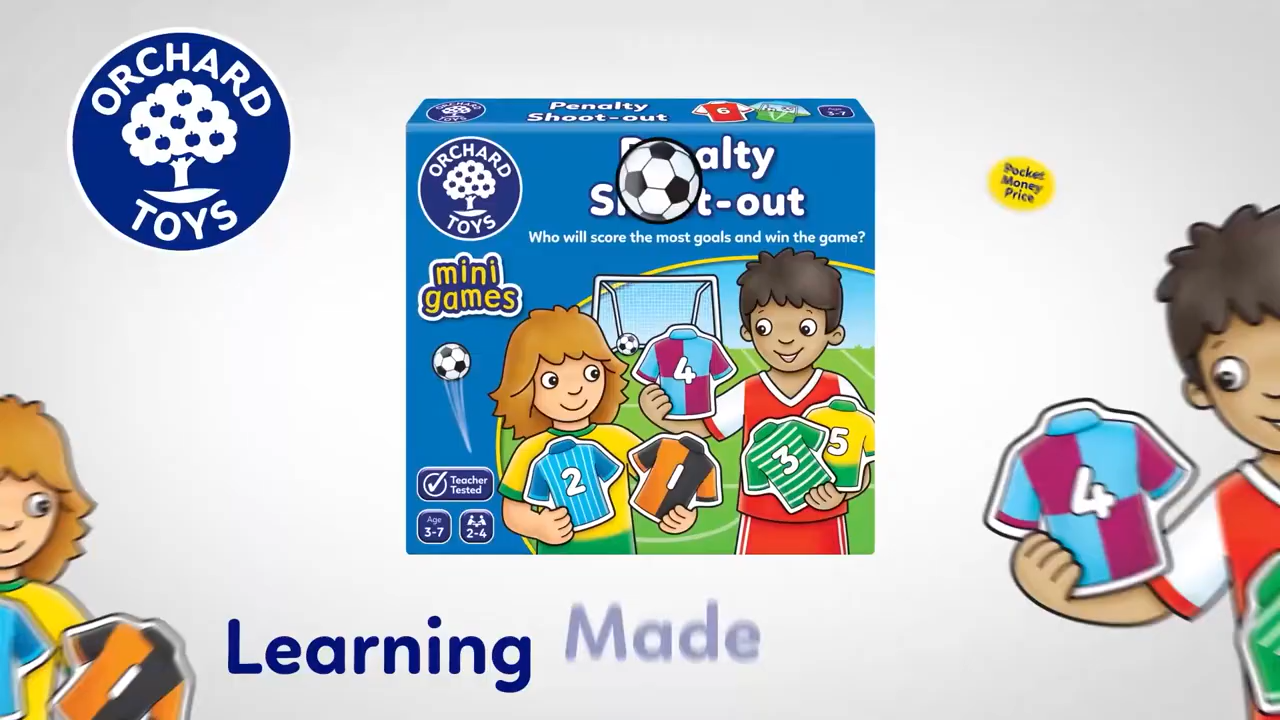 ORCHARD
TOYS
Penalty
Shoot-out
6
Age
3-7
ORCHARD
TOYS
alty
t-out
Who will score the most goals and win the game?
mini
games
4
5
3
2
1
Teacher
Tested
Age
3-7
2-4
Pocket
Money
Price
4
Learning Made